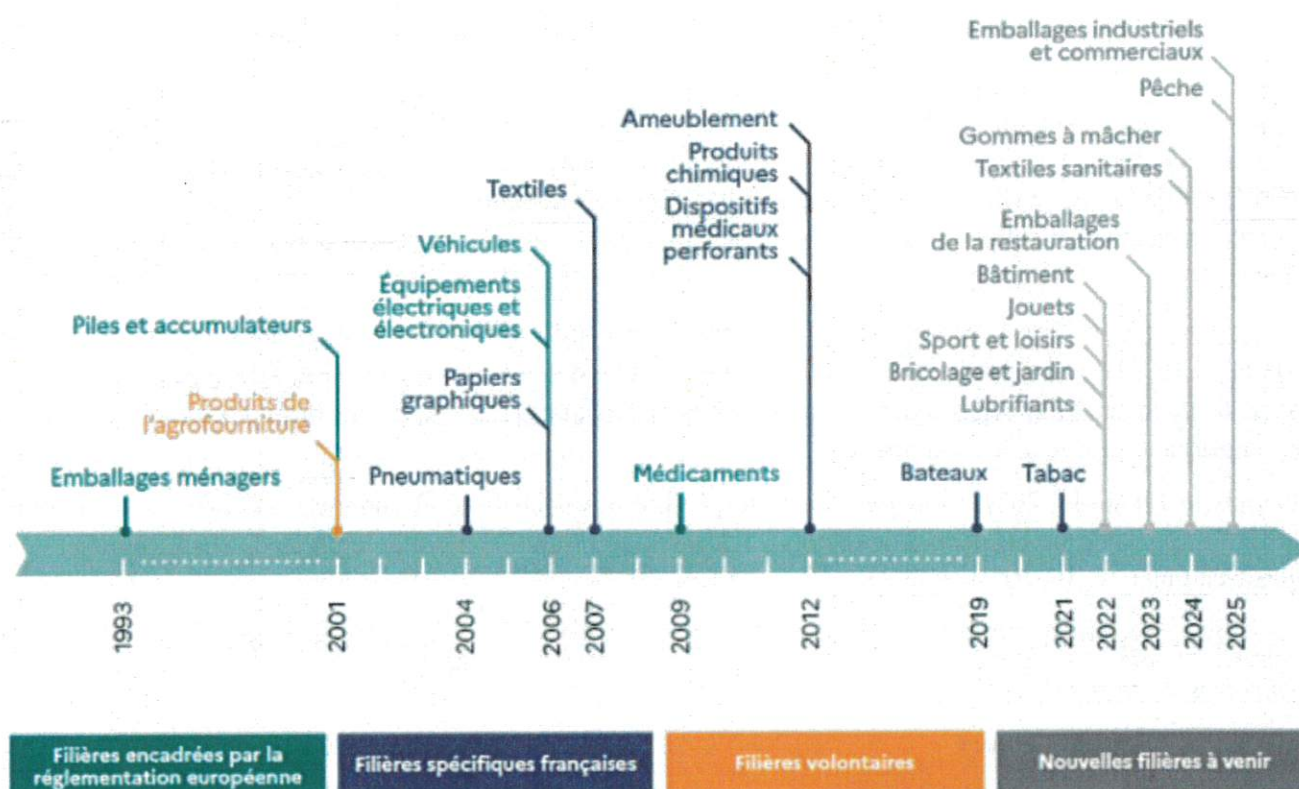 Emballages industriels
et commerciaux
Pêche
Ameublement
Gommes à mâcher
Produits
chimiques
Textiles sanitaires
Textiles
Dispositifs
médicaux
perforants
Emballages
de la restauration
Véhicules
Bâtiment
Équipements
électriques et
électroniques
Jouets
Piles et accumulateurs
Sport et loisirs
Papiers
graphiques
Bricolage et jardin
Produits de
l'agrofourniture
Lubrifiants
Emballages ménagers
Pneumatiques
Médicaments
Bateaux
Tabac
1993
2001
2004
2006
2007
2009
2012
2019
2021
2022
2023
2024
2025
Filières encadrées par la
réglementation européenne
Filières spécifiques françaises
Filières volontaires
Nouvelles filières à venir